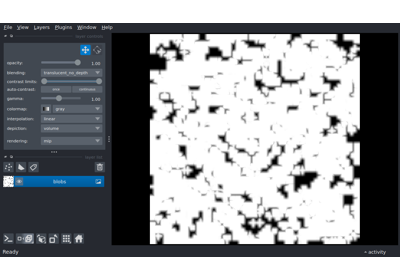 File View Layers Plugins Window Help
opacity: 1.00
blending: translucent_no_depth
contrast limits:
auto-contrast: once continuous
gamma: 1.00
colormap: gray
interpolation: linear
depiction: volume
rendering: mip
blobs
Ready
activity